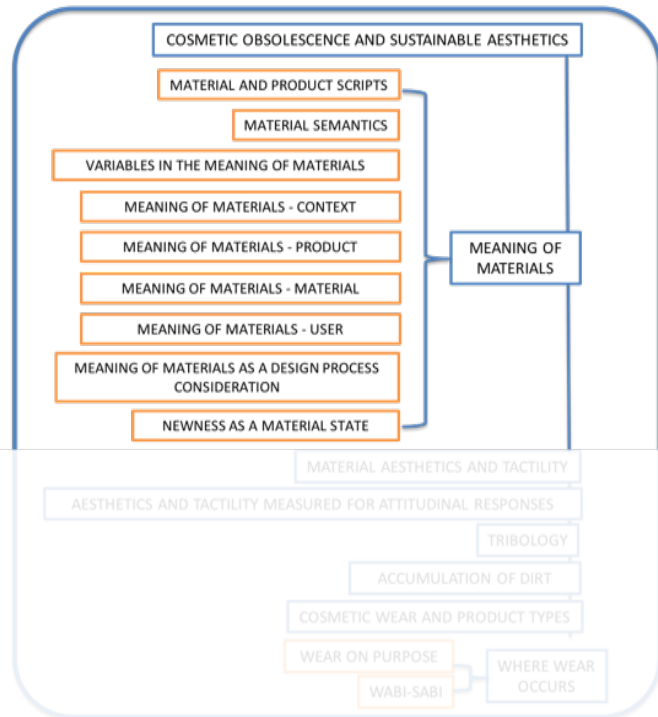 COSMETIC OBSOLESCENCE AND SUSTAINABLE AESTHETICS
MATERIAL AND PRODUCT SCRIPTS
MATERIAL SEMANTICS
VARIABLES IN THE MEANING OF MATERIALS
MEANING OF MATERIALS - CONTEXT
MEANING OF MATERIALS - PRODUCT
MEANING OF
MATERIALS
MEANING OF MATERIALS - MATERIAL
MEANING OF MATERIALS - USER
MEANING OF MATERIALS AS A DESIGN PROCESS
CONSIDERATION
NEWNESS AS A MATERIAL STATE
MATERIAL AESTHETICS AND TACTILITY
AESTHETICS AND TACTILITY MEASURED FOR ATTITUDINAL RESPONSES
TRIBOLOGY
ACCUMULATION OF DIRT
COSMETIC WEAR AND PRODUCT TYPES
WEAR ON PURPOSE
WHERE WEAR
OCCURS
WABI-SABI